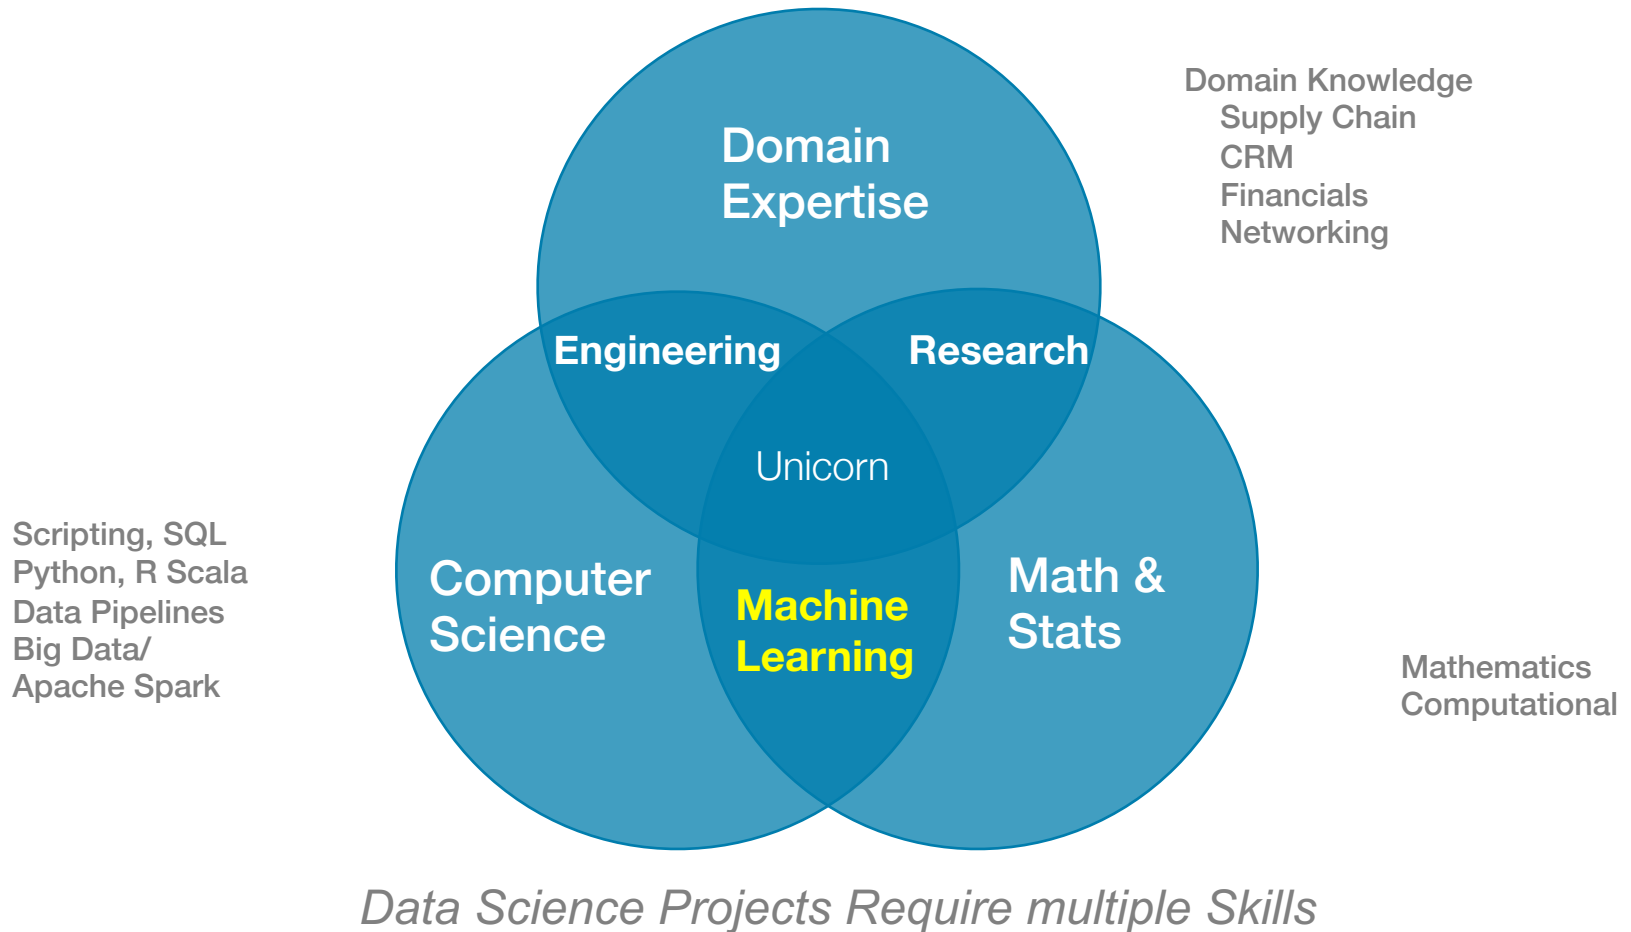 Domain Knowledge
Supply Chain
CRM
Financials
Networking
Domain
Expertise
Engineering
Research
Unicorn
Scripting, SQL
Python, R Scala
Data Pipelines
Big Data/
Apache Spark
Computer
Science
Machine
Learning
Math &
Stats
Mathematics
Computational
Data Science Projects Require multiple Skills